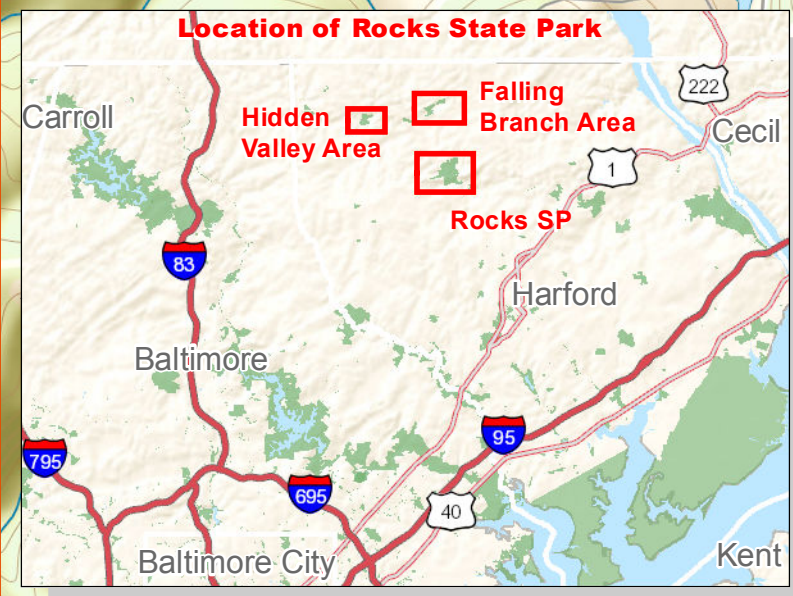 Location of Rocks State Park
222
Carroll
Hidden
Valley Area
Falling
Branch Area
Cecil
1
Rocks SP
83
Harford
Baltimore
95
795
695
40
Baltimore City
Kent